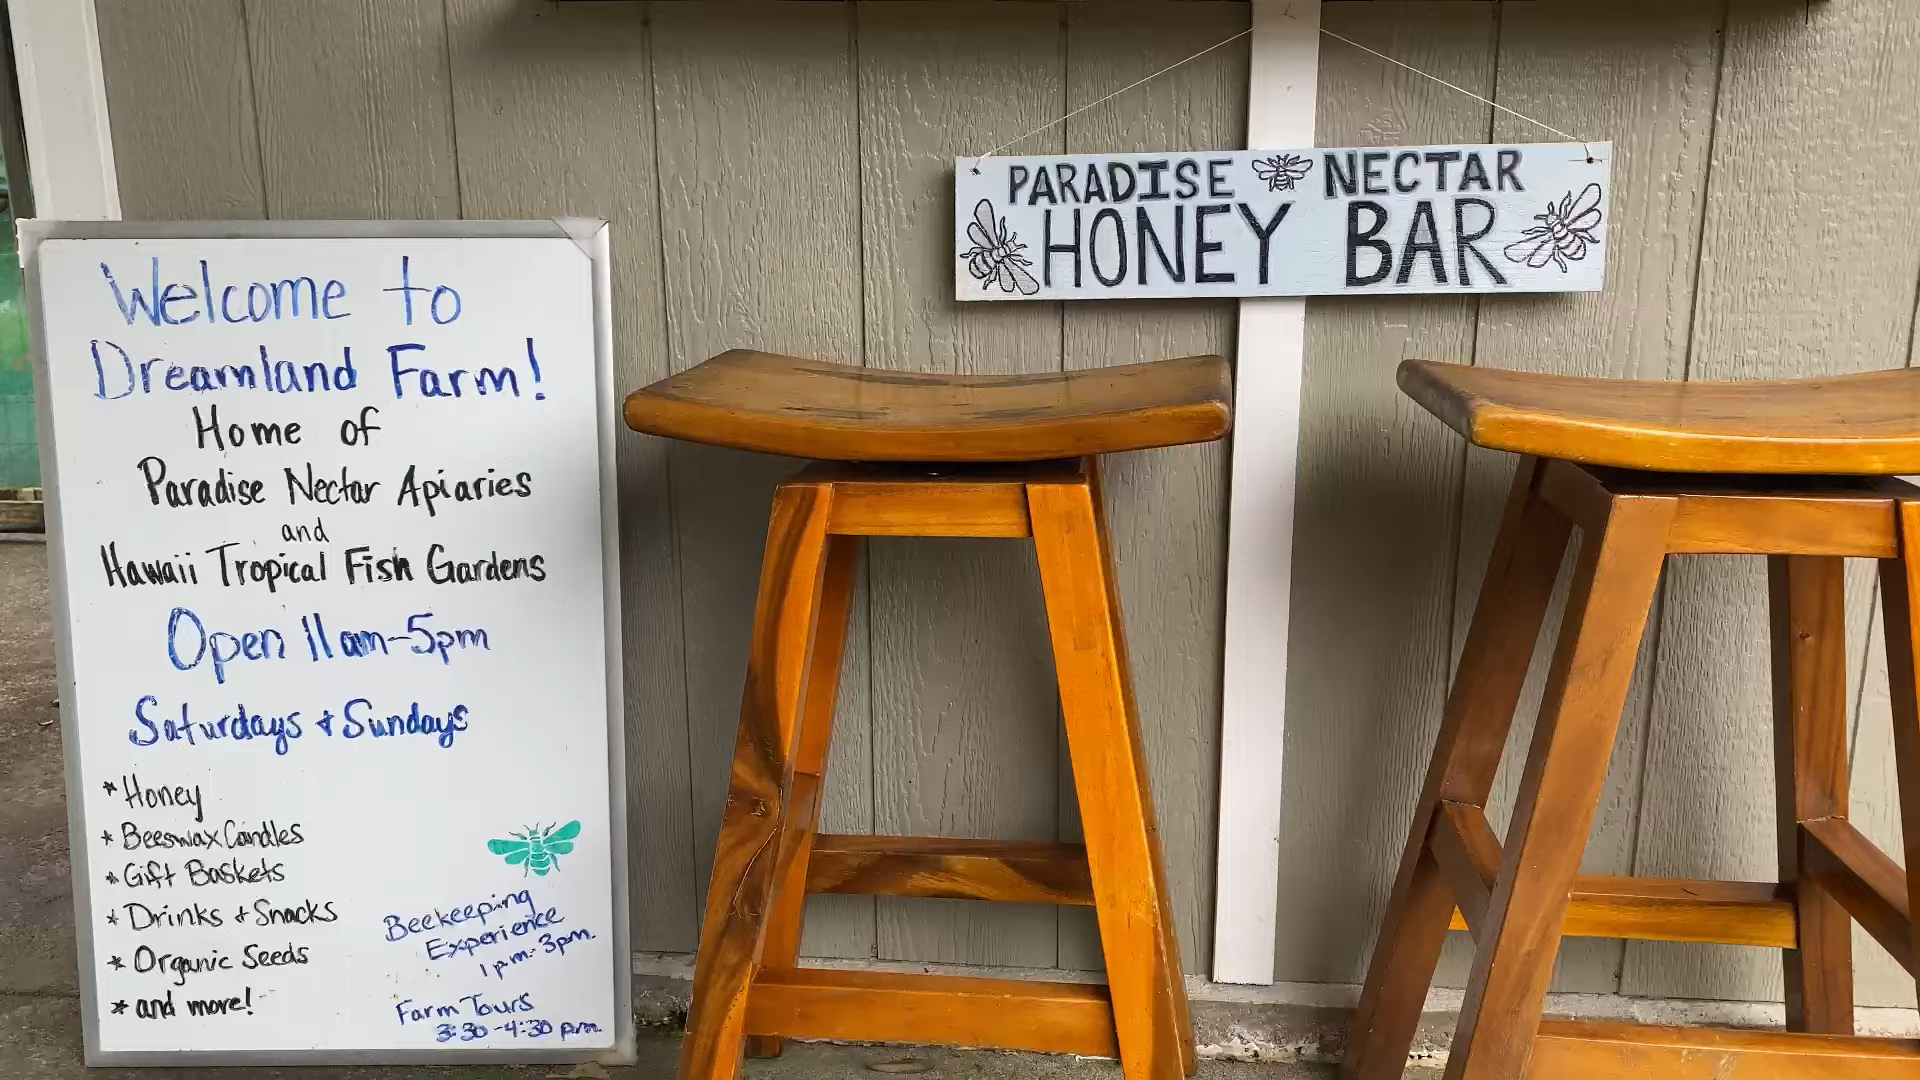 Welcome to
Dreamland Farm!
Home of
Paradise Nectar Apiaries
and
Hawaii Tropical Fish Gardens
Open 11am-5pm
Saturdays + Sundays
* Honey
* Beeswax Candles
* Gift Baskets
* Drinks + Snacks
* Organic Seeds
* and more!
Beekeeping
Experience
1pm-3pm.
Farm Tours
3:30-4:30 p.m.
PARADISE NECTAR
HONEY BAR